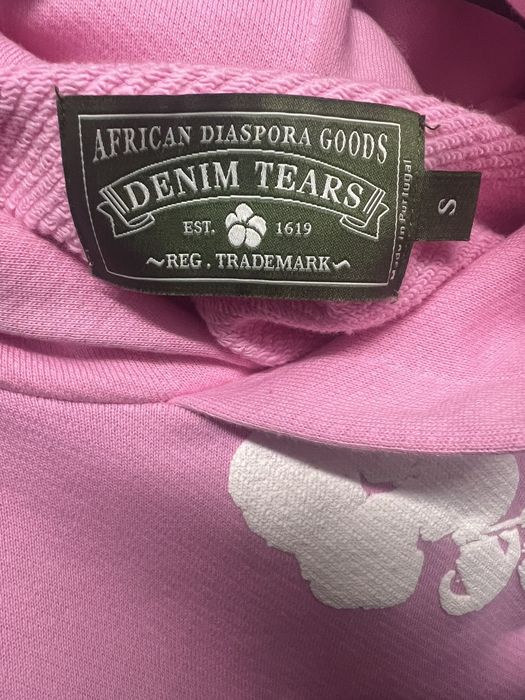 AFRICAN DIASPORA GOODS
DENIM TEARS
EST. 1619
~REG. TRADEMARK~
Made in Portugal
S